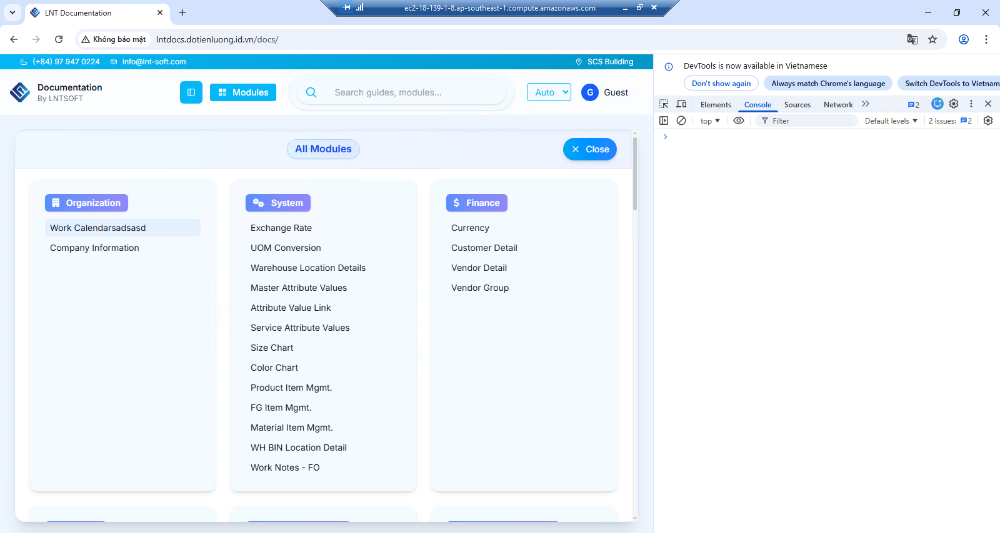 LNT Documentation
ec2-18-139-1-8.ap-southeast-1.compute.amazonaws.com
Không bảo mật
lntdocs.dotienluong.id.vn/docs/
(+84) 97 947 0224
info@lnt-soft.com
SCS Buliding
Documentation
By LNTSOFT
Modules
Search guides, modules...
Auto
G
Guest
All Modules
Close
Organization
Work Calendarsadsasd
Company Information
System
Exchange Rate
UOM Conversion
Warehouse Location Details
Master Attribute Values
Attribute Value Link
Service Attribute Values
Size Chart
Color Chart
Product Item Mgmt.
FG Item Mgmt.
Material Item Mgmt.
WH BIN Location Detail
Work Notes - FO
Finance
Currency
Customer Detail
Vendor Detail
Vendor Group
DevTools is now available in Vietnamese
Don't show again
Always match Chrome's language
Switch DevTools to Vietnam
Elements
Console
Sources
Network
2
top
Filter
Default levels
2 Issues:
2